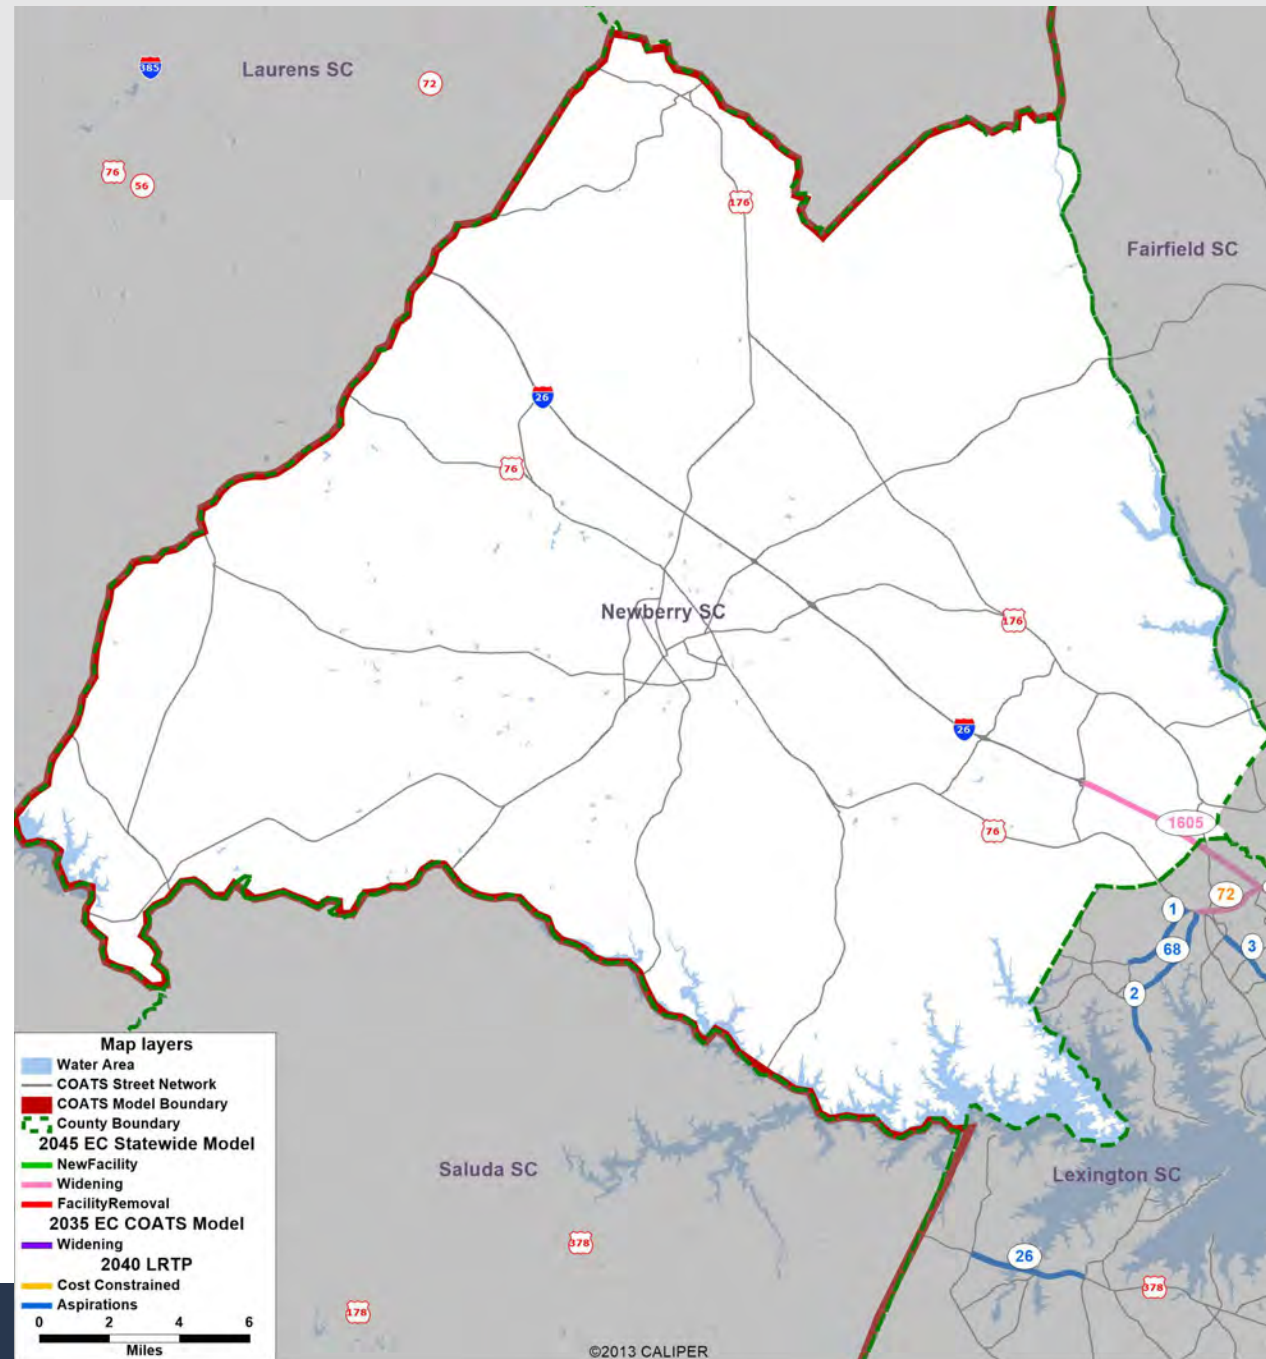 385
Laurens SC
72
76
56
176
Fairfield SC
26
76
Newberry SC
176
26
1605
76
72
1
68
3
2
Map layers
Water Area
COATS Street Network
COATS Model Boundary
County Boundary
2045 EC Statewide Model
NewFacility
Widening
FacilityRemoval
2035 EC COATS Model
Widening
2040 LRTP
Cost Constrained
Aspirations
0 2 4 6
Miles
Saluda SC
Lexington SC
378
26
378
178
©2013 CALIPER